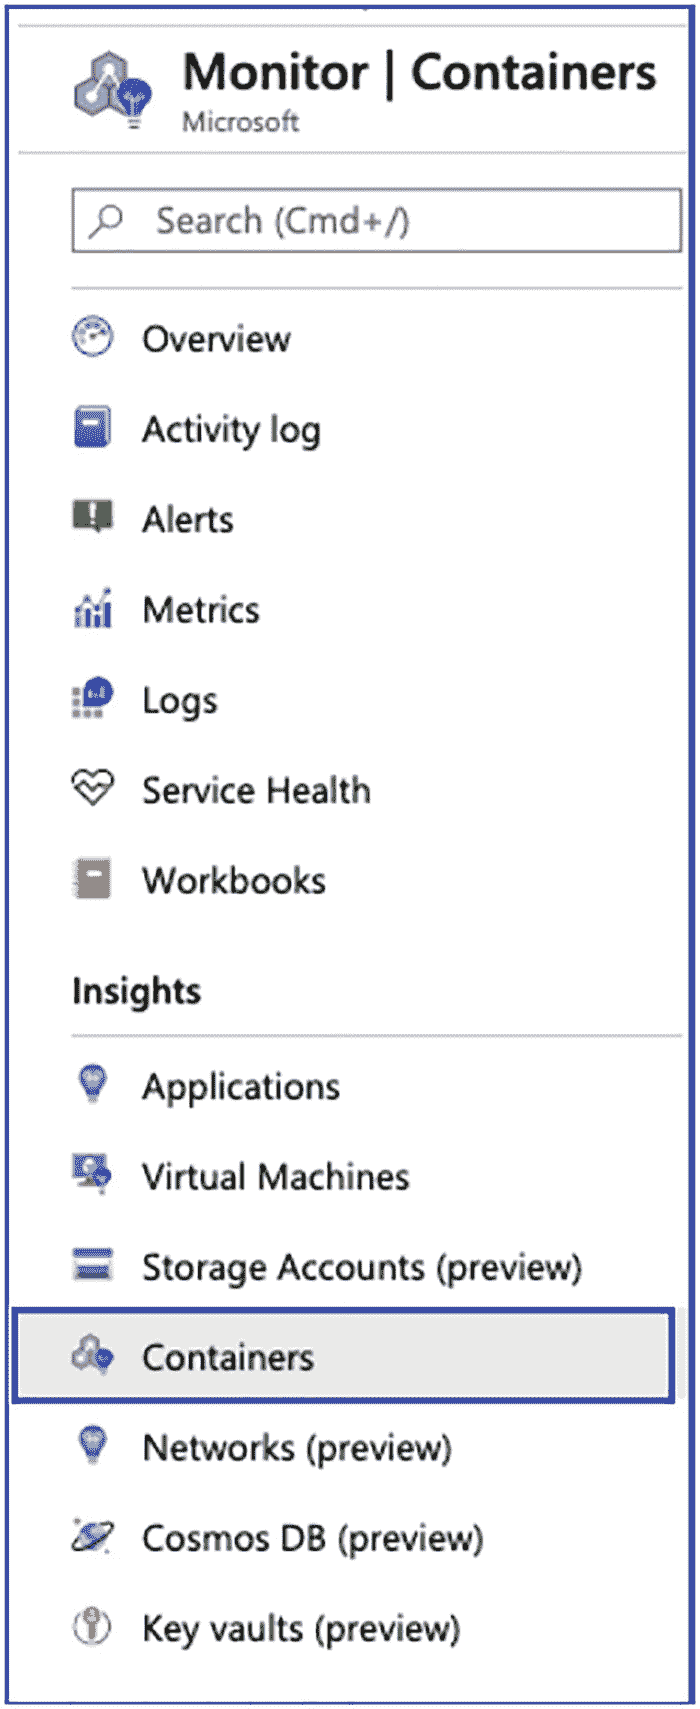 Monitor | Containers
Microsoft
Search (Cmd+/)
Overview
Activity log
Alerts
Metrics
Logs
Service Health
Workbooks
Insights
Applications
Virtual Machines
Storage Accounts (preview)
Containers
Networks (preview)
Cosmos DB (preview)
Key vaults (preview)